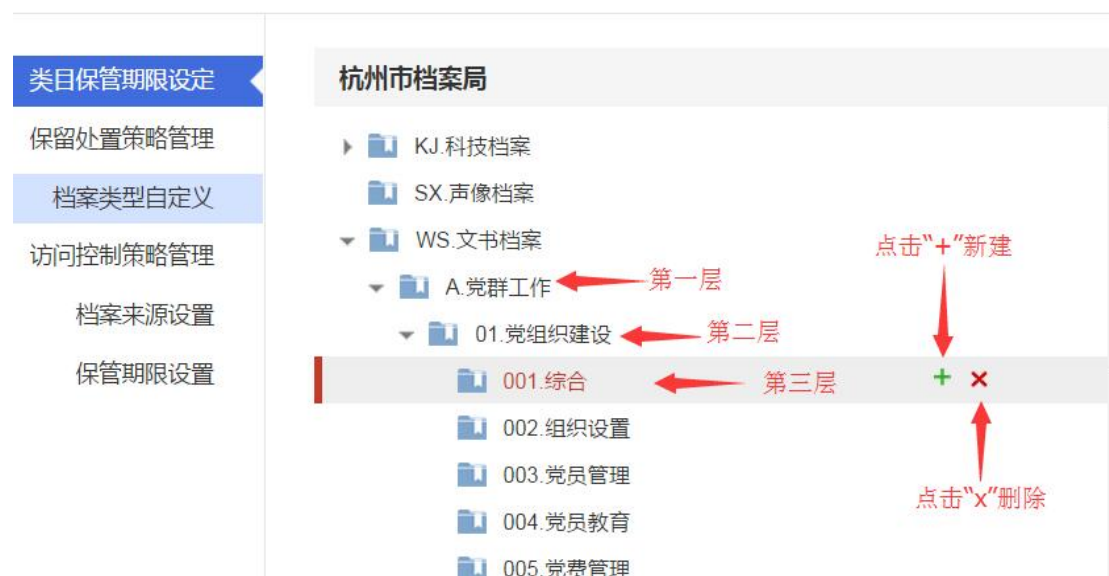 类目保管期限设定
保留处置策略管理
档案类型自定义
访问控制策略管理
档案来源设置
保管期限设置
杭州市档案局
KJ.科技档案
SX.声像档案
WS.文书档案
点击“+”新建
A.党群工作
第一层
01.党组织建设
第二层
001.综合
第三层
002.组织设置
003.党员管理
点击“x”删除
004.党员教育
005.党费管理